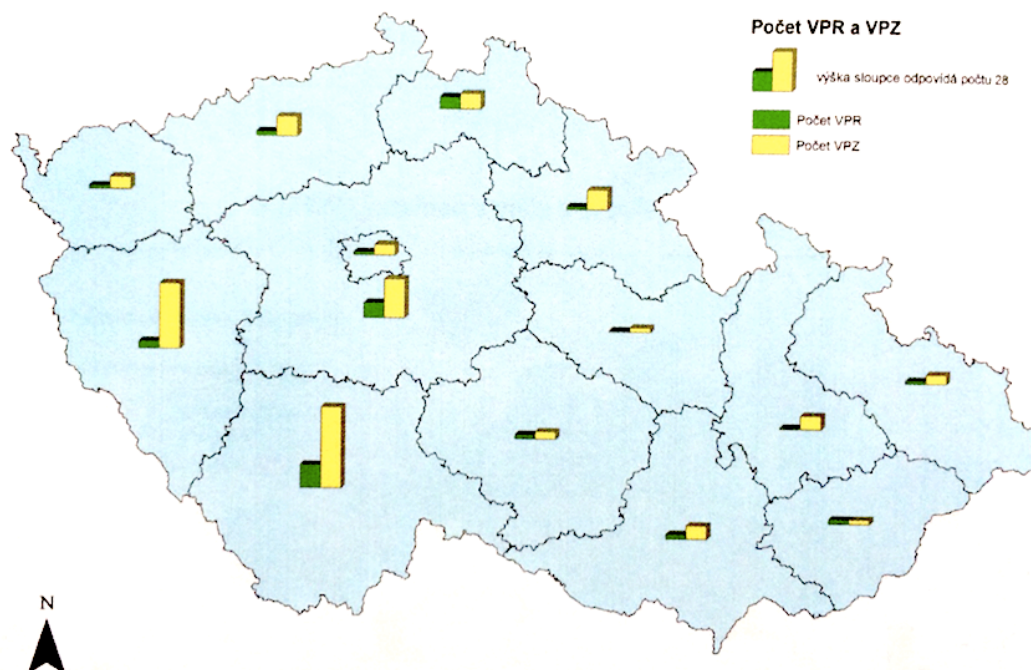 Počet VPR a VPZ
výška sloupce odpovídá počtu 28
Počet VPR
Počet VPZ
N